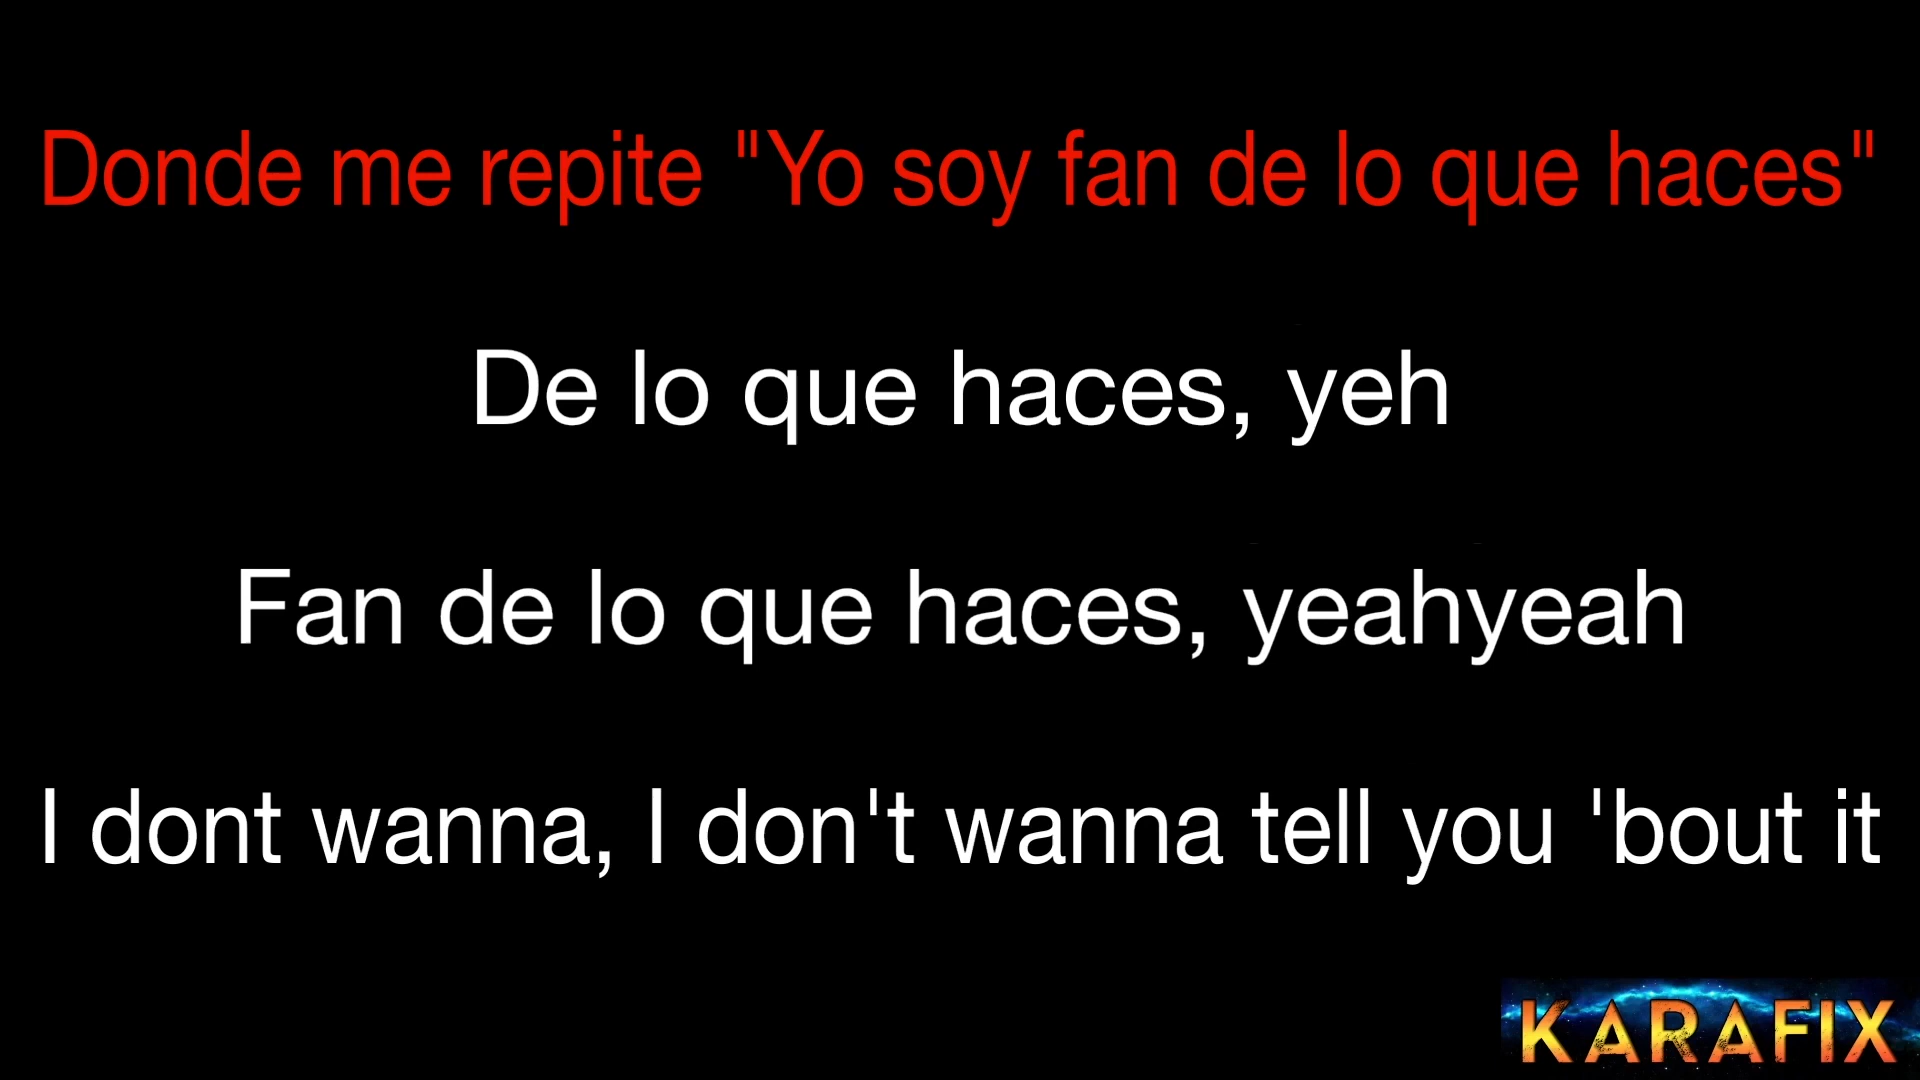 Donde me repite "Yo soy fan de lo que haces"
De lo que haces, yeh
Fan de lo que haces, yeahyeah
I dont wanna, I don't wanna tell you 'bout it
KARAFIX